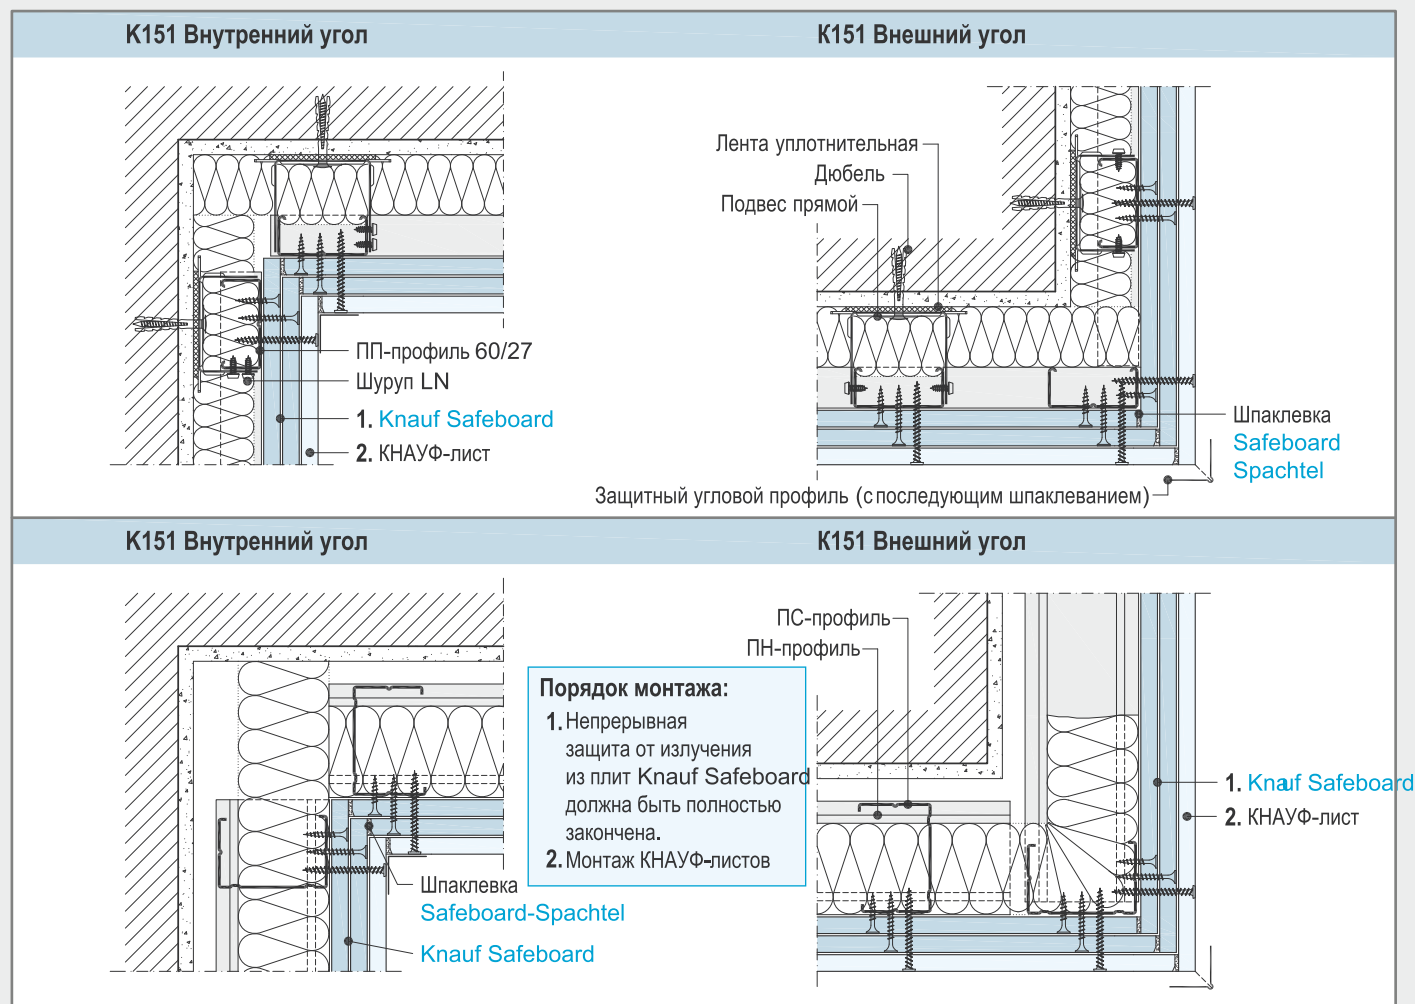 К151 Внутренний угол
К151 Внешний угол
Лента уплотнительная
Дюбель
Подвес прямой
ПП-профиль 60/27
Шуруп LN
1. Knauf Safeboard
2. КНАУФ-лист
Шпаклевка
Safeboard
Spachtel
Защитный угловой профиль (с последующим шпаклеванием)
К151 Внутренний угол
К151 Внешний угол
ПС-профиль
ПН-профиль
Порядок монтажа:
1. Непрерывная
защита от излучения
из плит Knauf Safeboard
должна быть полностью
закончена.
2. Монтаж КНАУФ-листов
1. Knauf Safeboard
2. КНАУФ-лист
Шпаклевка
Safeboard-Spachtel
Knauf Safeboard